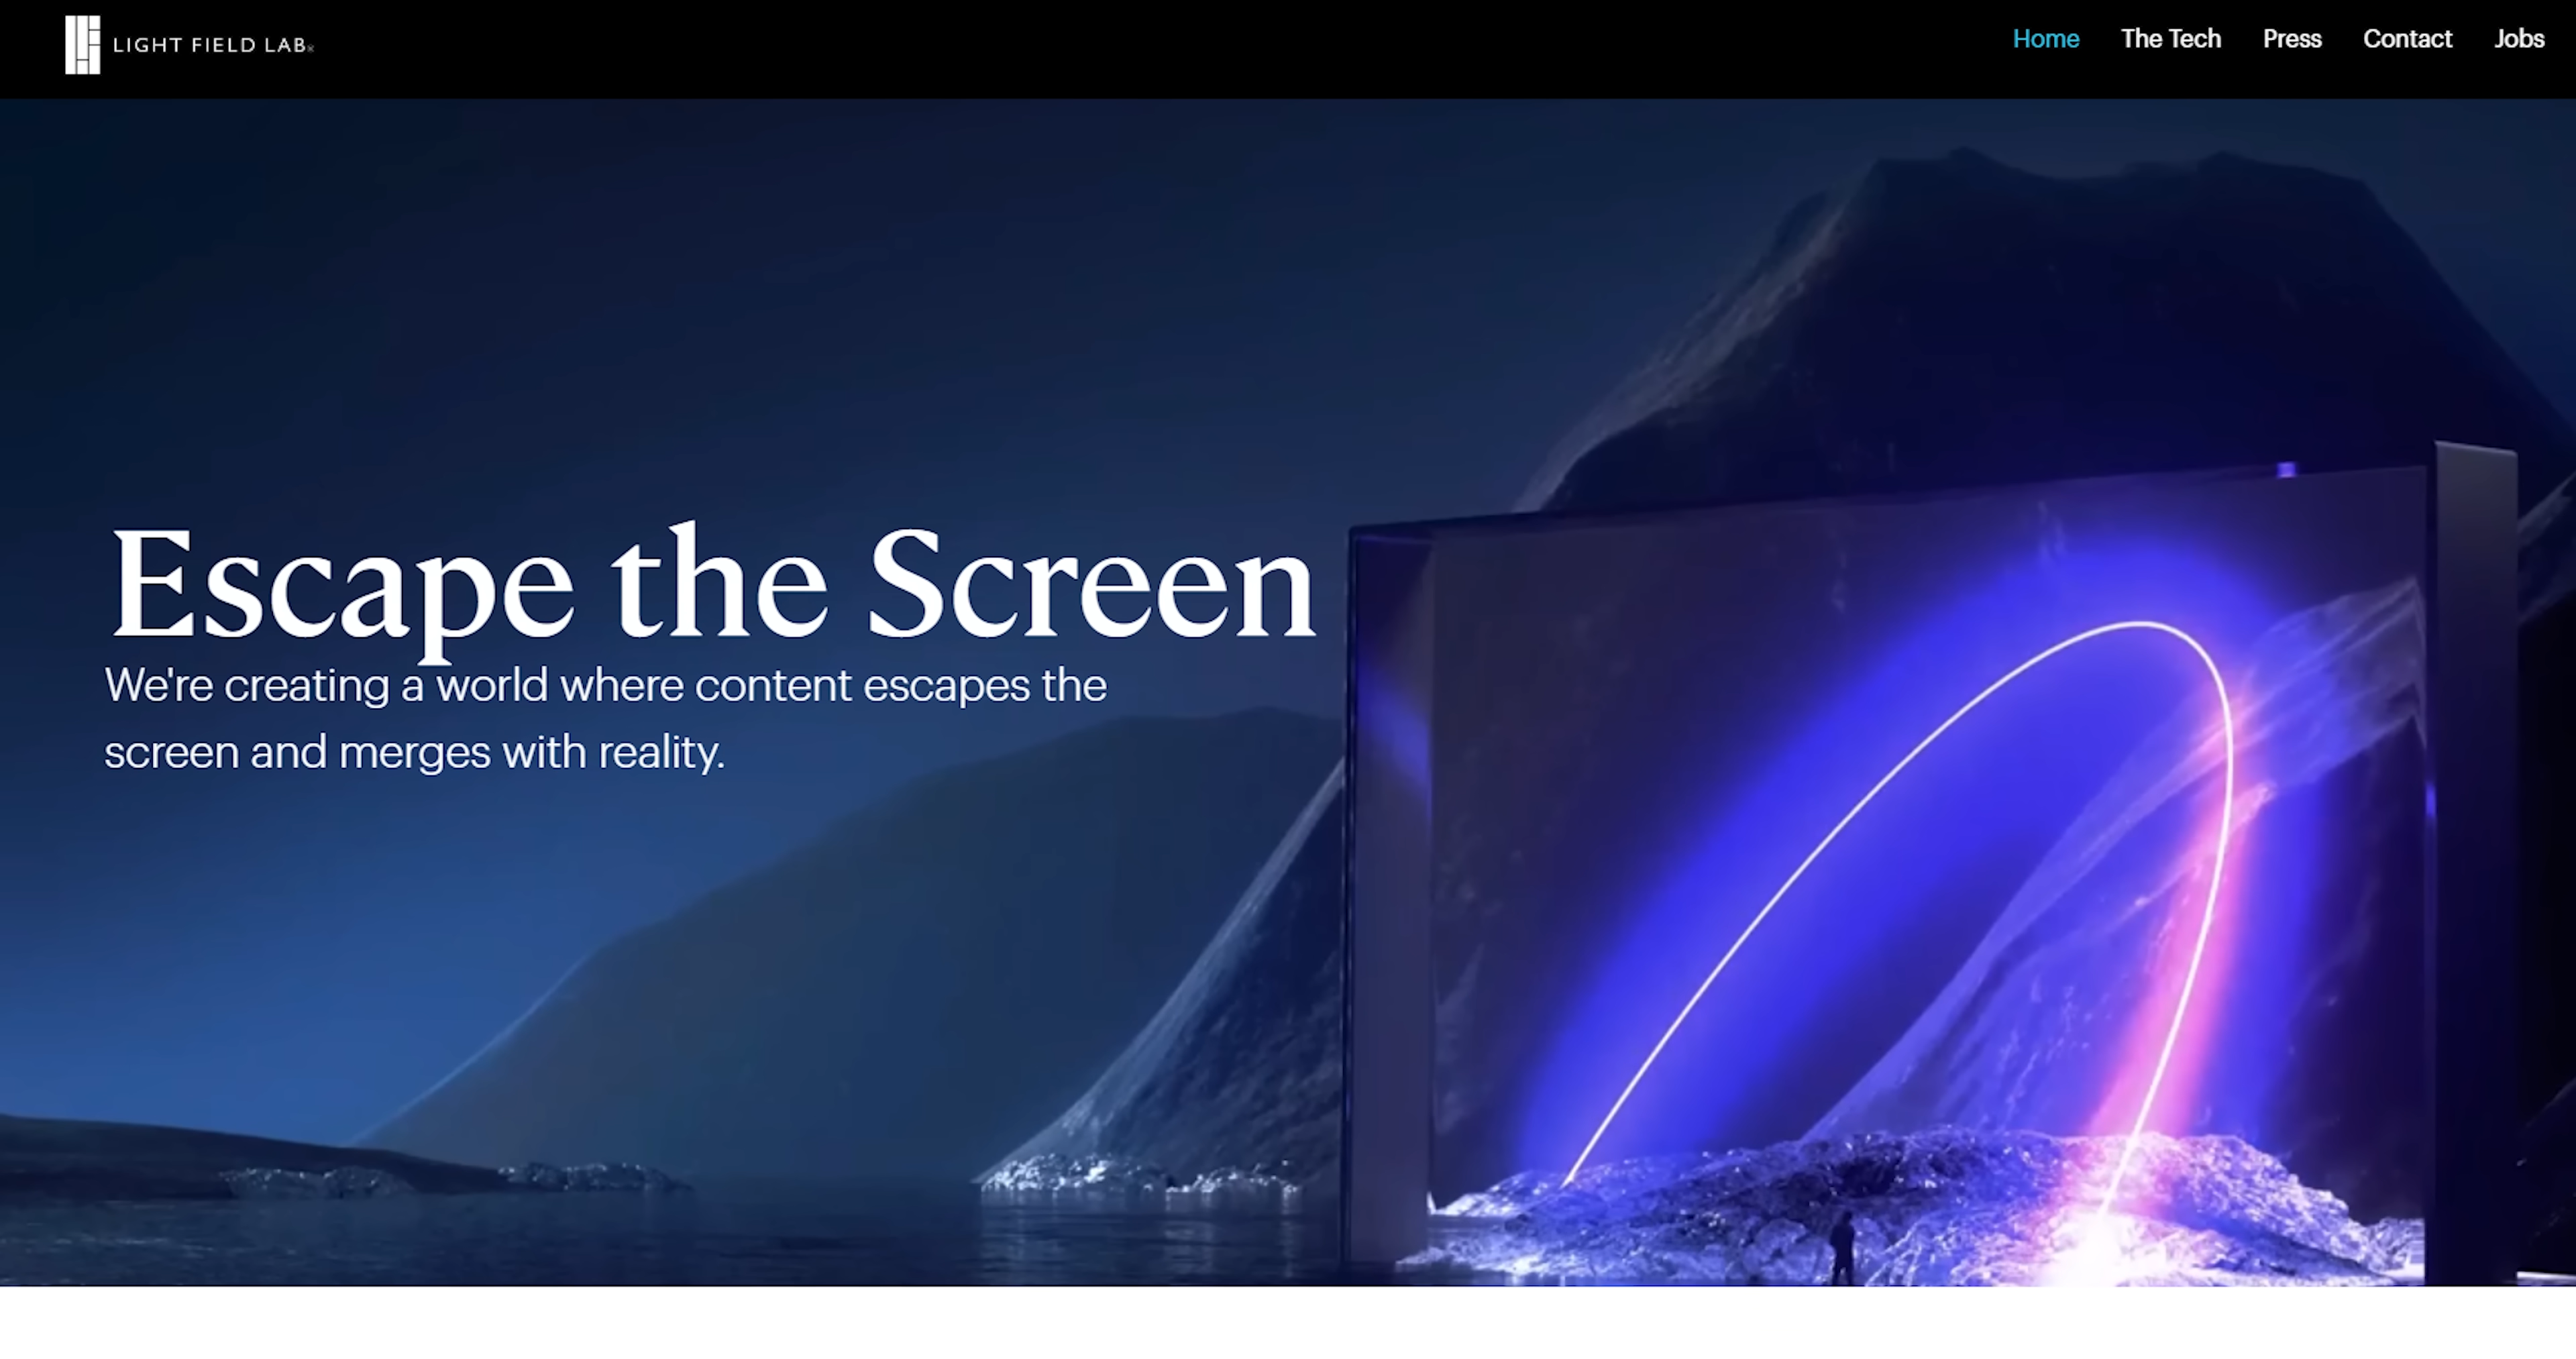 LIGHT FIELD LAB®
Home The Tech Press Contact Jobs
Escape the Screen
We're creating a world where content escapes the
screen and merges with reality.